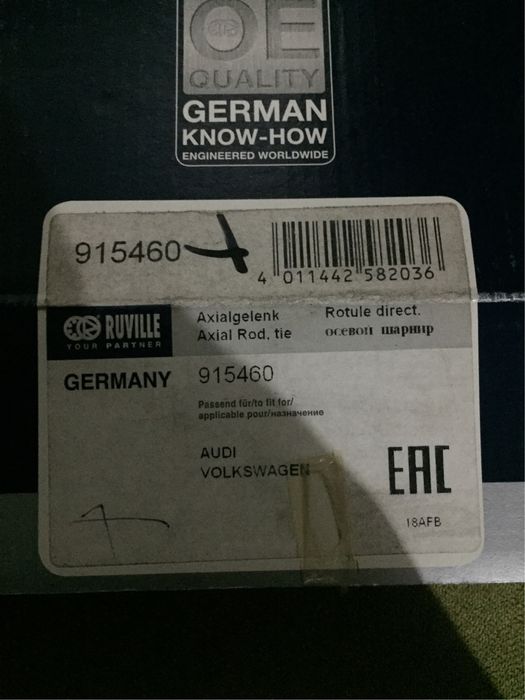 OE
QUALITY
GERMAN
KNOW-HOW
ENGINEERED WORLDWIDE
915460
4 011442 582036
RUVILLE
YOUR PARTNER
Axialgelenk
Axial Rod, tie
Rotule direct.
осевои шарнир
GERMANY
915460
Passend für/to fit for/
applicable pour/назначение
AUDI
VOLKSWAGEN
EAC
18AFB